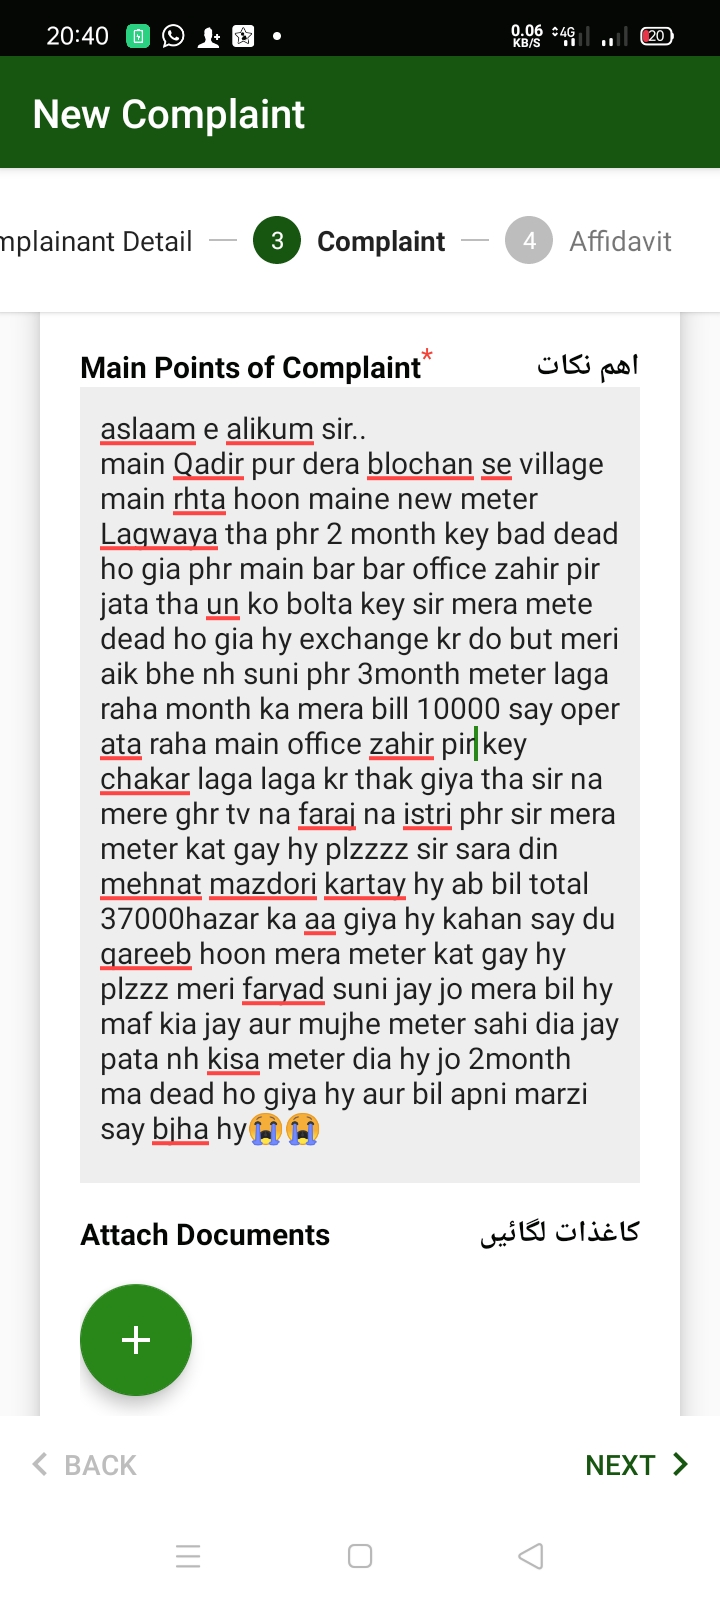 20:40
0.06 KB/S 4G 20
New Complaint
mplainant Detail 3 Complaint 4 Affidavit
Main Points of Complaint* اهم نکات
aslaam e alikum sir..
main Qadir pur dera blochan se village
main rhta hoon maine new meter
Lagwaya tha phr 2 month key bad dead
ho gia phr main bar bar office zahir pir
jata tha un ko bolta key sir mera mete
dead ho gia hy exchange kr do but meri
aik bhe nh suni phr 3month meter laga
raha month ka mera bill 10000 say oper
ata raha main office zahir pir key
chakar laga laga kr thak giya tha sir na
mere ghr tv na faraj na istri phr sir mera
meter kat gay hy plzzzz sir sara din
mehnat mazdori kartay hy ab bil total
37000hazar ka aa giya hy kahan say du
qareeb hoon mera meter kat gay hy
plzzz meri faryad suni jay jo mera bil hy
maf kia jay aur mujhe meter sahi dia jay
pata nh kisa meter dia hy jo 2month
ma dead ho giya hy aur bil apni marzi
say bjha hy😭😭
Attach Documents کاغذات لگائیں
+
BACK NEXT